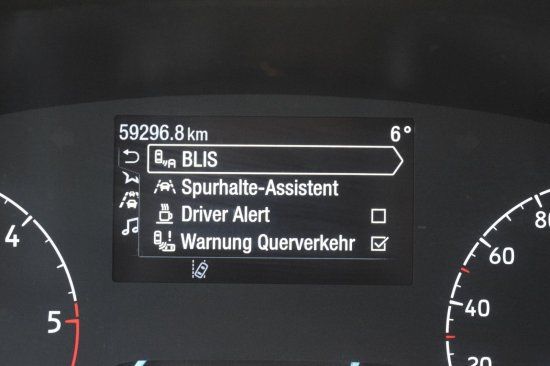 59296.8 km 6°
BLIS
Spurhalte-Assistent
Driver Alert
Warnung Querverkehr
4
5
80
60
40
20